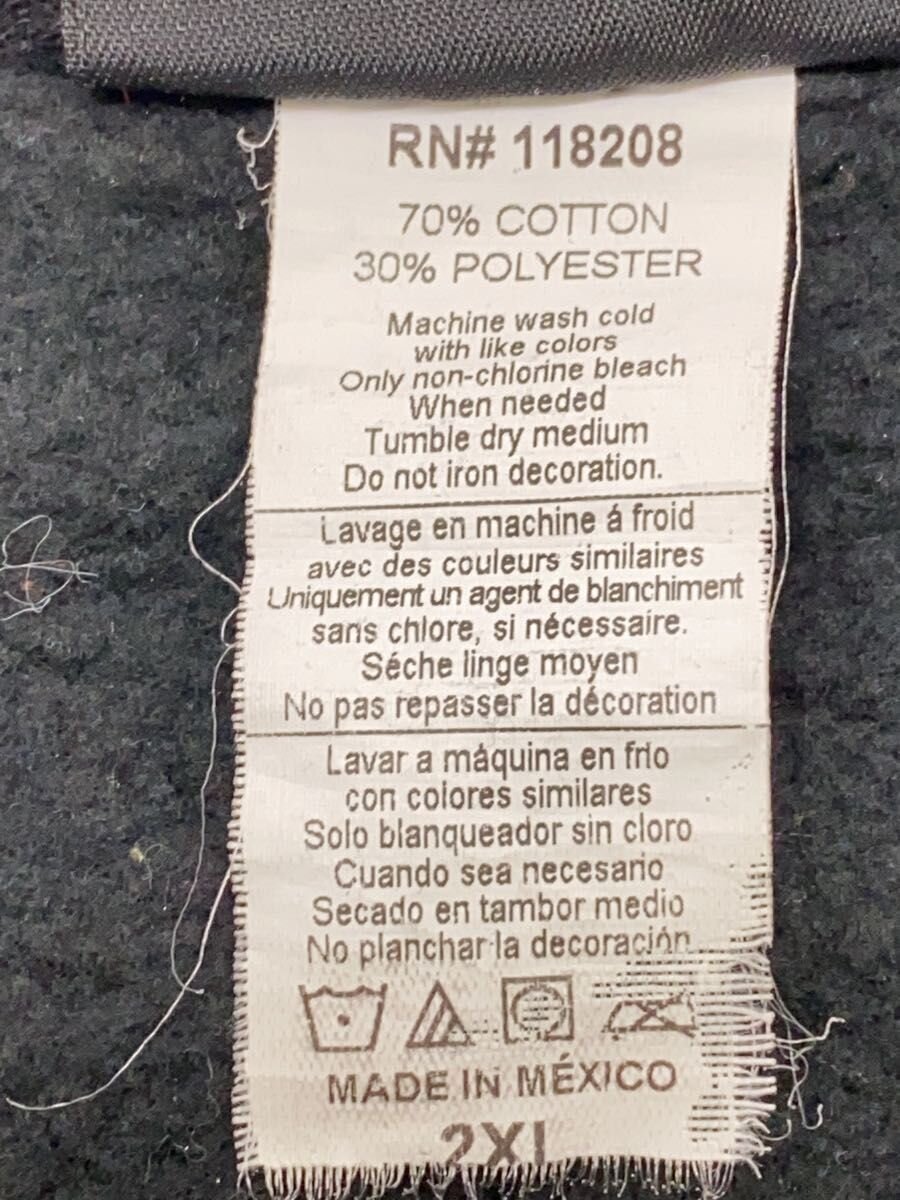 RN# 118208
70% COTTON
30% POLYESTER
Machine wash cold
with like colors
Only non-chlorine bleach
When needed
Tumble dry medium
Do not iron decoration.
Lavage en machine á froid
avec des couleurs similaires
Uniquement un agent de blanchiment
sans chlore, si nécessaire.
Séche linge moyen
No pas repasser la décoration
Lavar a máquina en frio
con colores similares
Solo blanqueador sin cloro
Cuando sea necesario
Secado en tambor medio
No planchar la decoración
MADE IN MÉXICO
2XL